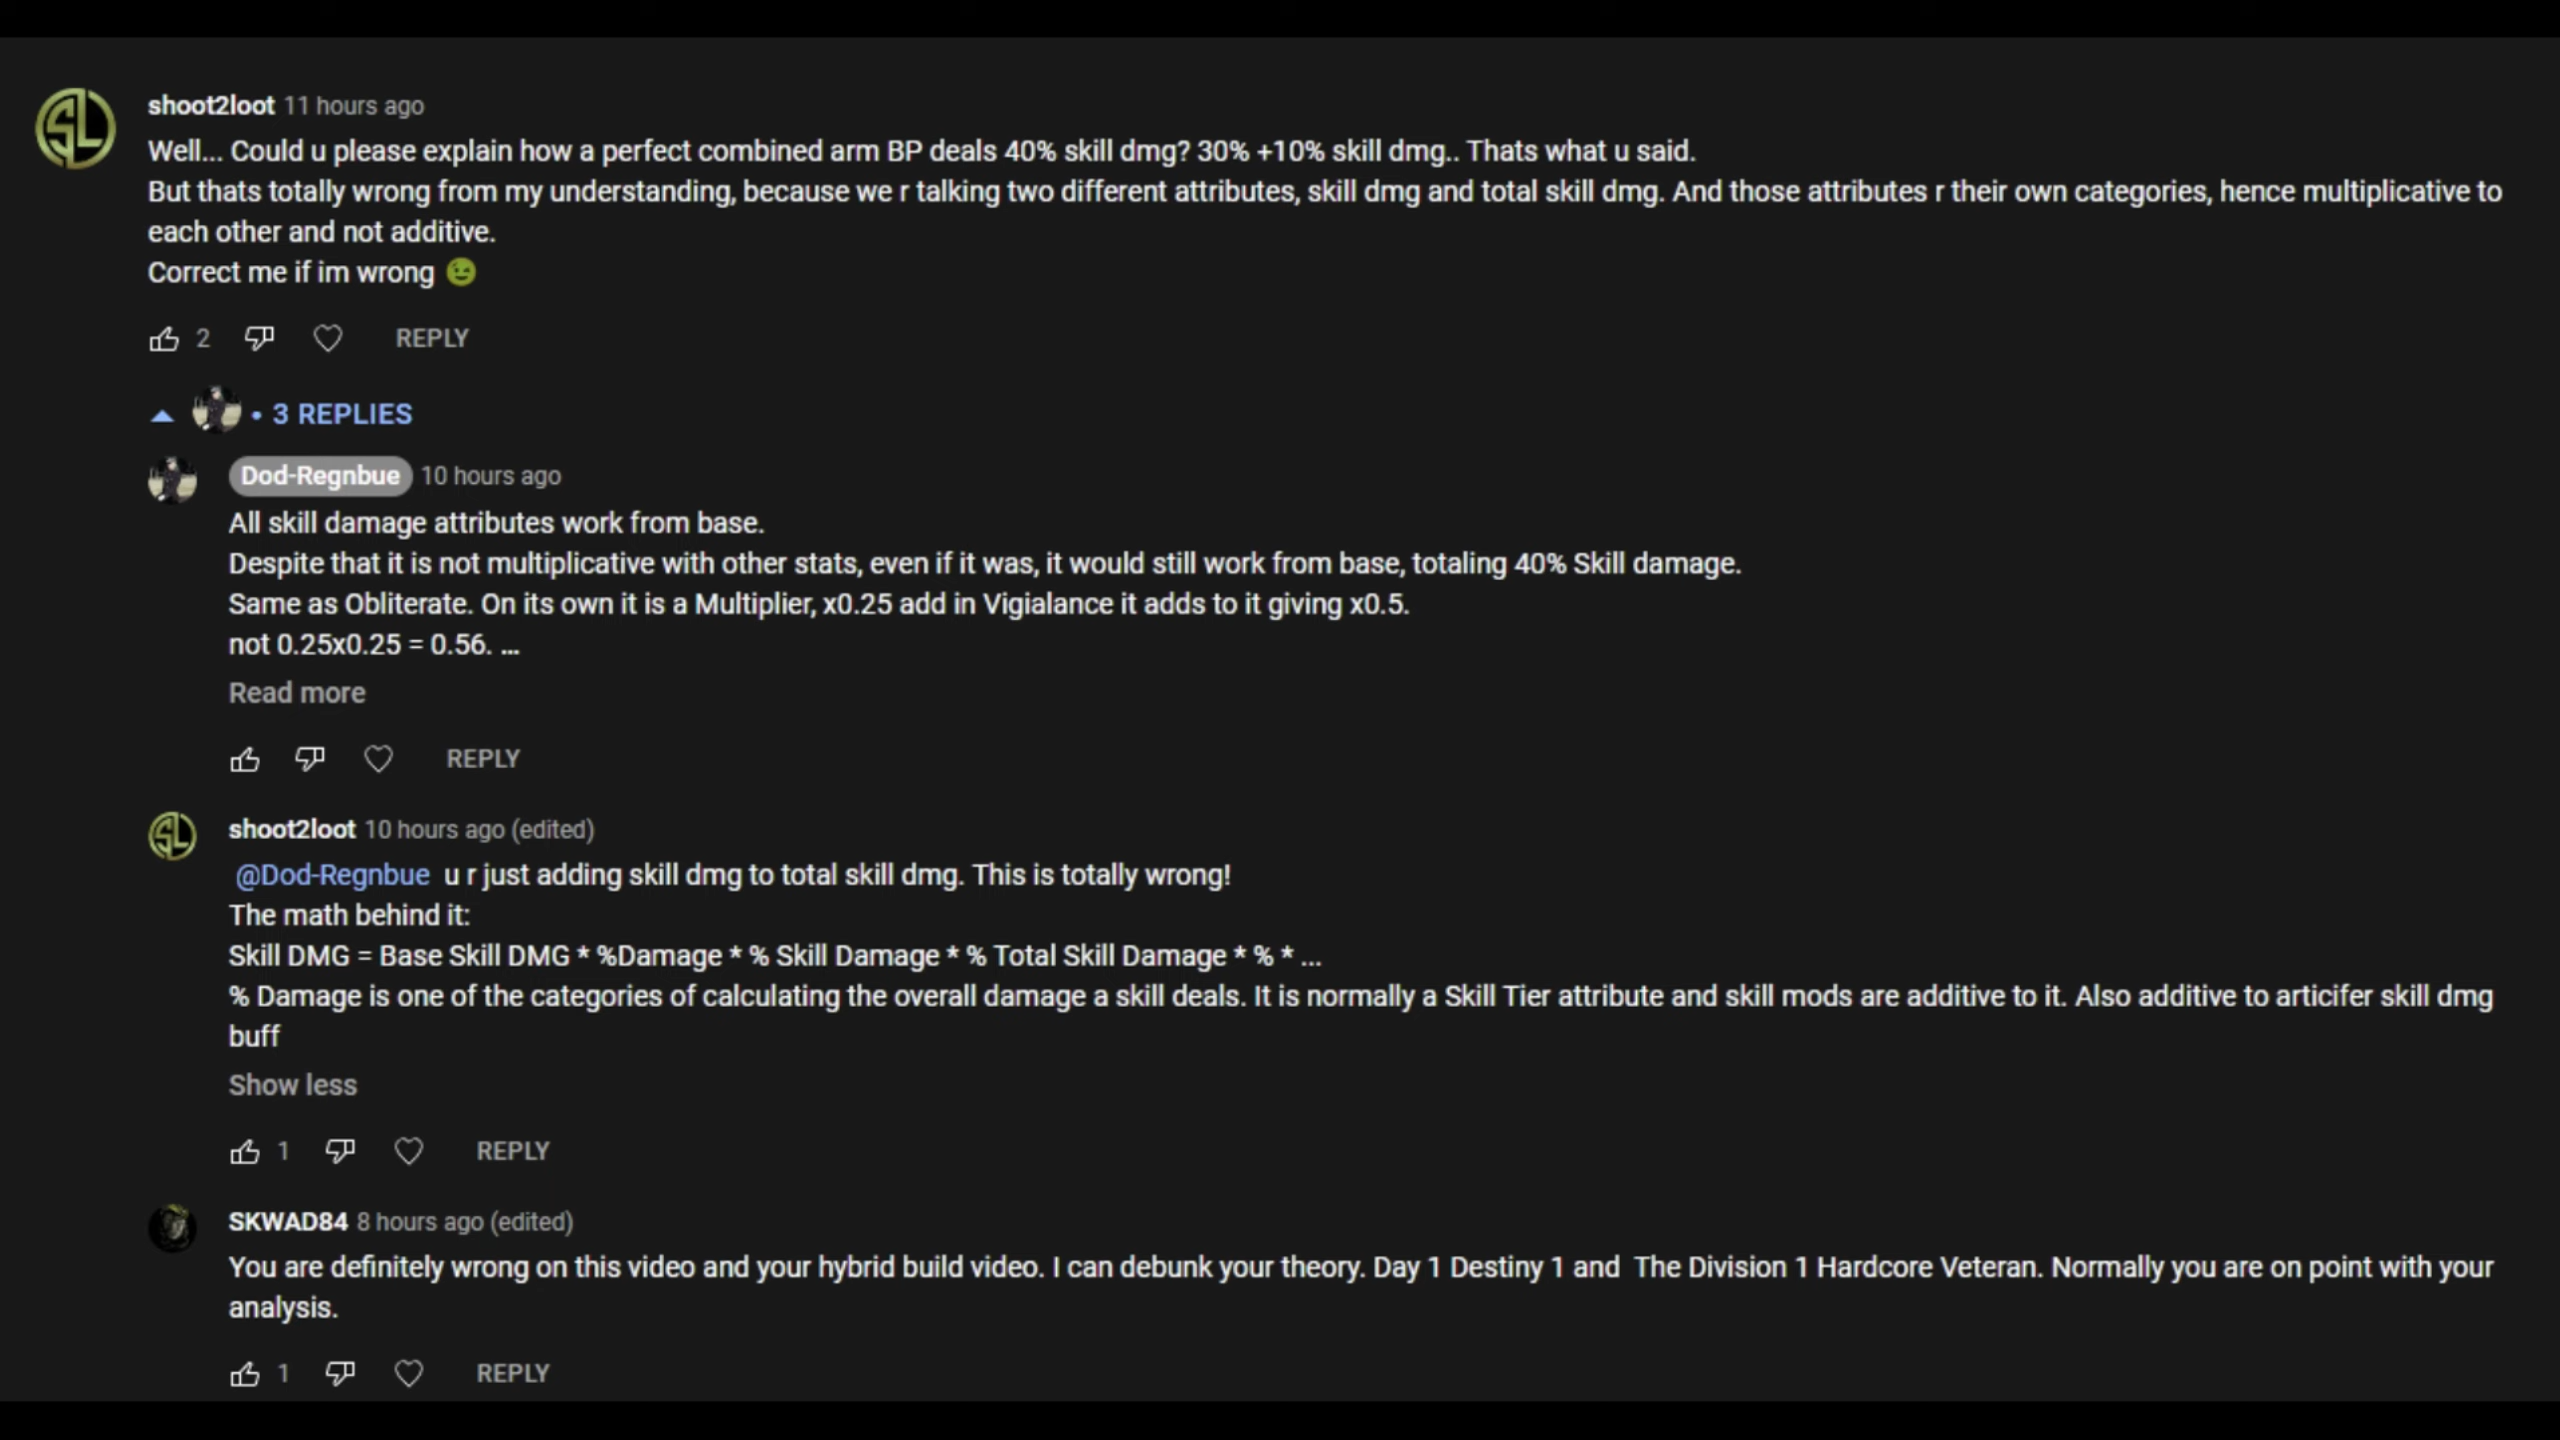 shoot2loot 11 hours ago
Well... Could u please explain how a perfect combined arm BP deals 40% skill dmg? 30% +10% skill dmg.. Thats what u said.
But thats totally wrong from my understanding, because we r talking two different attributes, skill dmg and total skill dmg. And those attributes r their own categories, hence multiplicative to
each other and not additive.
Correct me if im wrong 😉
2 REPLY
• 3 REPLIES
Dod-Regnbue 10 hours ago
All skill damage attributes work from base.
Despite that it is not multiplicative with other stats, even if it was, it would still work from base, totaling 40% Skill damage.
Same as Obliterate. On its own it is a Multiplier, x0.25 add in Vigialance it adds to it giving x0.5.
not 0.25x0.25 = 0.56. ...
Read more
REPLY
shoot2loot 10 hours ago (edited)
@Dod-Regnbue u r just adding skill dmg to total skill dmg. This is totally wrong!
The math behind it:
Skill DMG = Base Skill DMG * %Damage * % Skill Damage * % Total Skill Damage * % * ...
% Damage is one of the categories of calculating the overall damage a skill deals. It is normally a Skill Tier attribute and skill mods are additive to it. Also additive to articifer skill dmg
buff
Show less
1 REPLY
SKWAD84 8 hours ago (edited)
You are definitely wrong on this video and your hybrid build video. I can debunk your theory. Day 1 Destiny 1 and  The Division 1 Hardcore Veteran. Normally you are on point with your
analysis.
1 REPLY